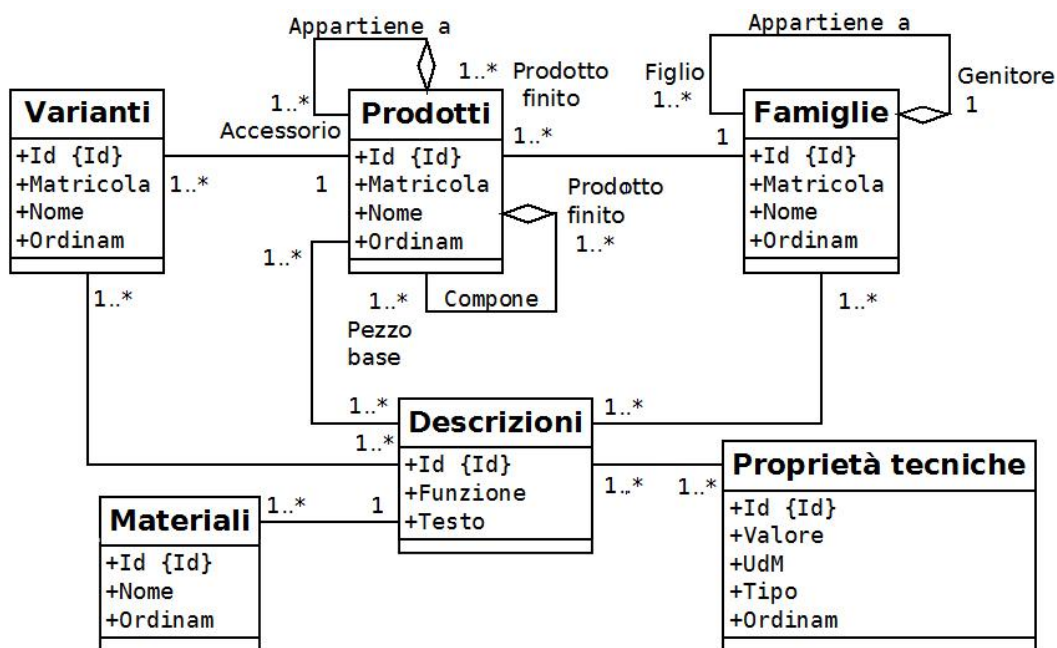 Appartiene a
Appartiene a
1..*
Prodotto
finito
Figlio
1..*
Genitore
1
1..*
Accessorio
Varianti
+Id {Id}
+Matricola
+Nome
+Ordinam
Prodotti
+Id {Id}
+Matricola
+Nome
+Ordinam
Famiglie
+Id {Id}
+Matricola
+Nome
+Ordinam
1..*
1
1..*
1
Prodotto
finito
1..*
1..*
1..*
1..*
Compone
Pezzo
base
1..*
1..*
1..*
1..*
Descrizioni
+Id {Id}
+Funzione
+Testo
1..*
1..*
Proprietà tecniche
+Id {Id}
+Valore
+UdM
+Tipo
+Ordinam
Materiali
+Id {Id}
+Nome
+Ordinam
1..*
1